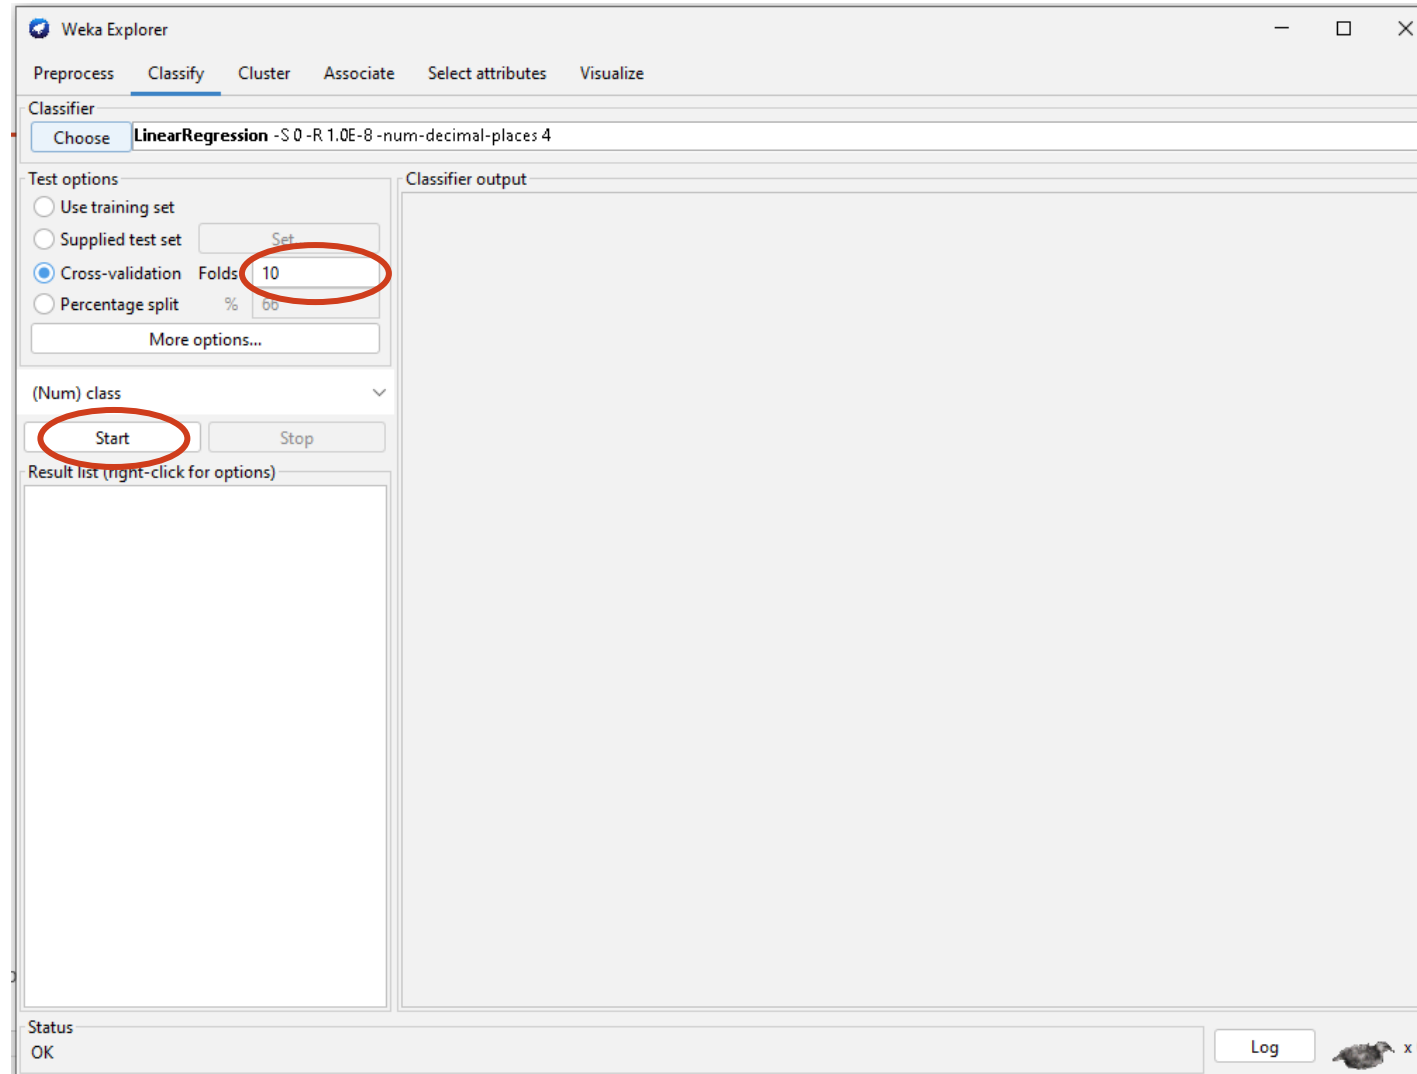 Weka Explorer
Preprocess Classify Cluster Associate Select attributes Visualize
Classifier
Choose LinearRegression -S 0 -R 1.0E-8 -num-decimal-places 4
Test options
Use training set
Supplied test set Set...
Cross-validation Folds 10
Percentage split % 66
More options...
(Num) class
Start Stop
Result list (right-click for options)
Classifier output
Status
OK
Log x